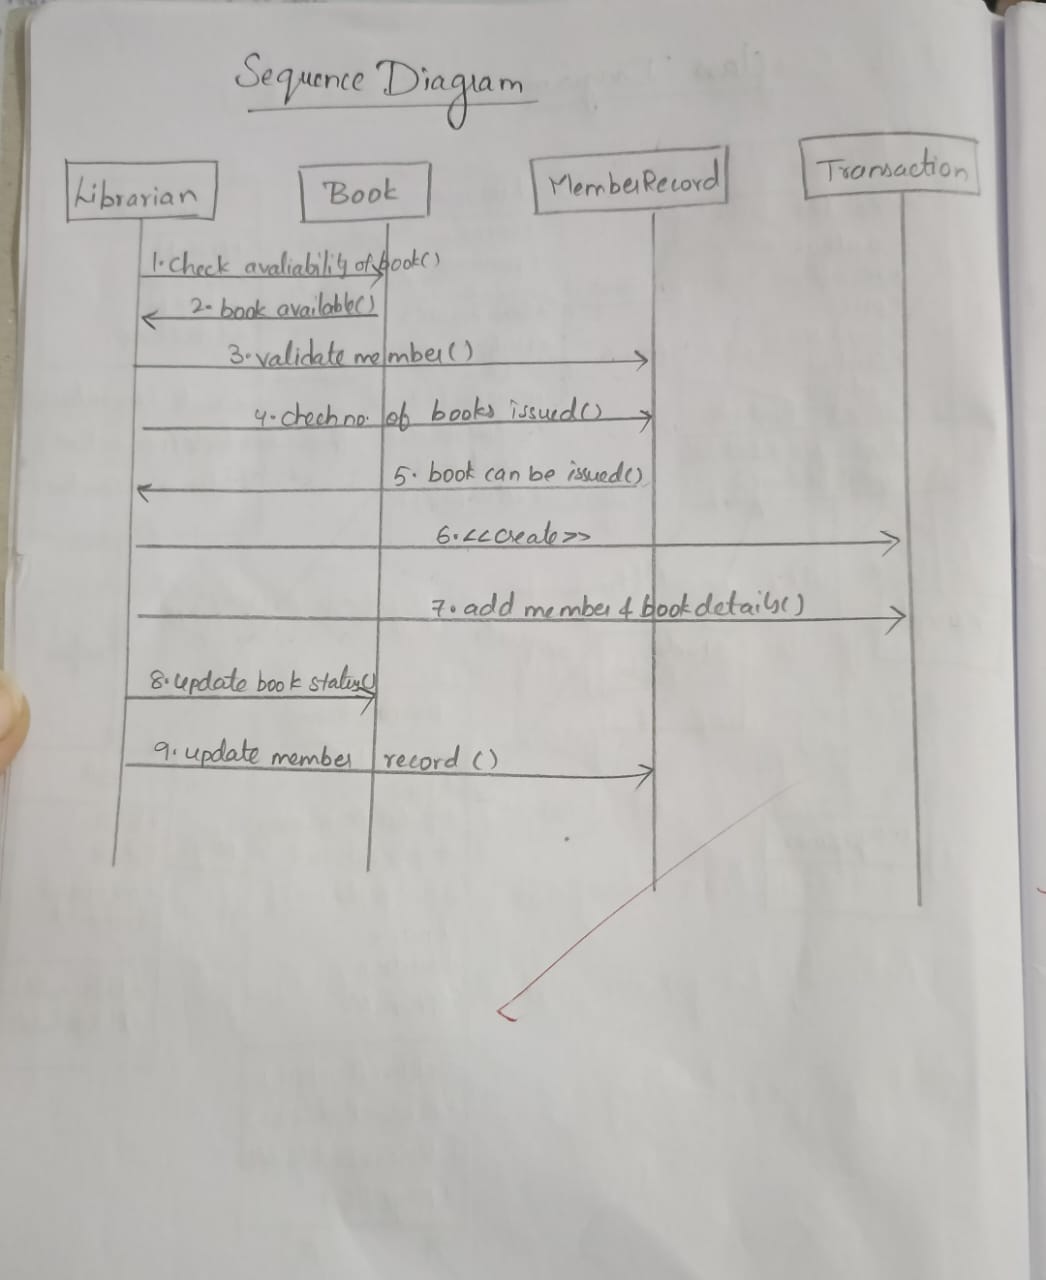 Sequence Diagram
Librarian
Book
MemberRecord
Transaction
1. check avaliability of book()
2. book available()
3. validate member()
4. chech no. of books issued()
5. book can be issued()
6. <<create>>
7. add member & book details()
8. update book status()
9. update member record ()